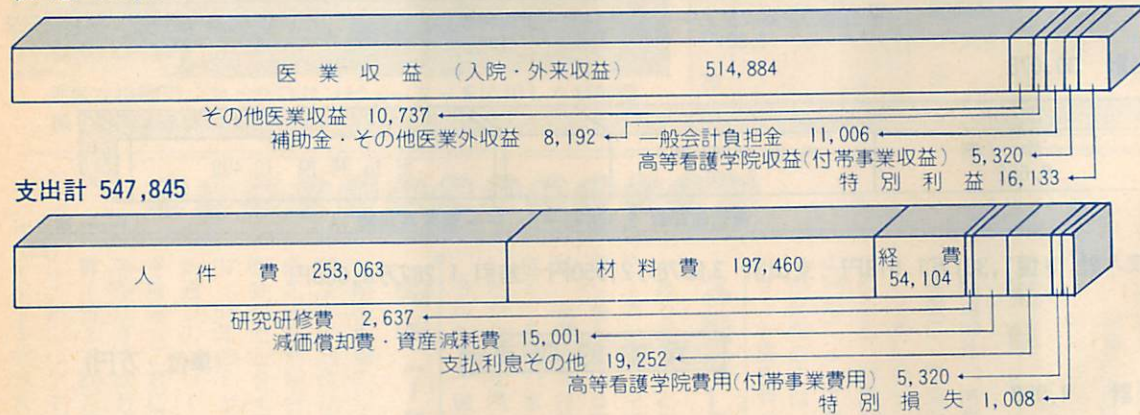 医業収益 (入院・外来収益) 514,884
その他医業収益 10,737
補助金・その他医業外収益 8,192
一般会計負担金 11,006
高等看護学院収益(付帯事業収益) 5,320
特別利益 16,133
支出計 547,845
人件費 253,063
材料費 197,460
経費
54,104
研究研修費 2,637
減価償却費・資産減耗費 15,001
支払利息その他 19,252
高等看護学院費用(付帯事業費用) 5,320
特別損失 1,008